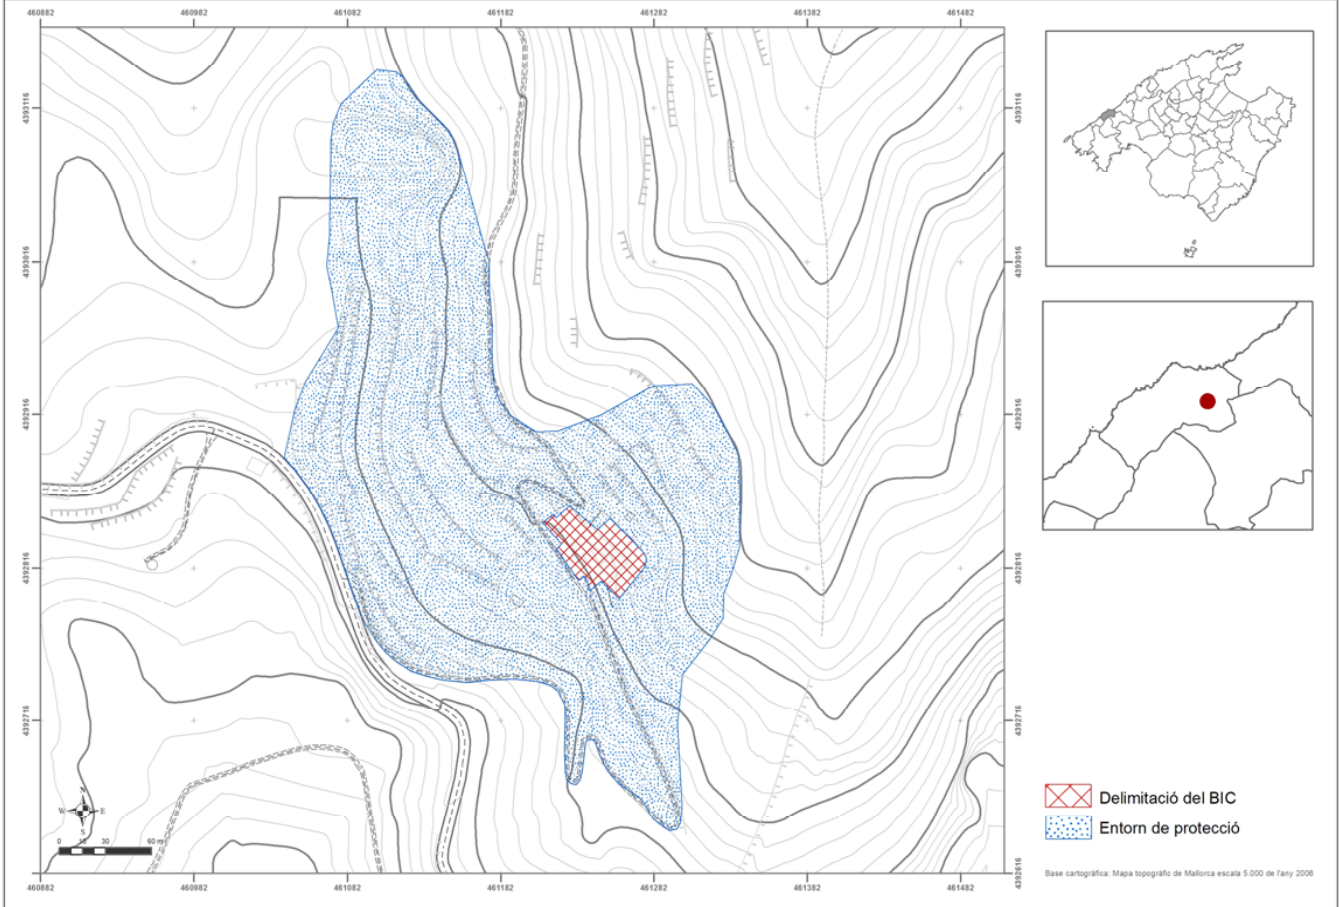 460882 460982 461082 461182 461282 461382 461482
4393116 4393116
4393016 4393016
4392916 4392916
4392816 4392816
4392716 4392716
4392616
N
W E
S
0 15 30 60 m
460882 460982 461082 461182 461282 461382 461482
Delimitació del BIC
Entorn de protecció
Base cartogràfica: Mapa topogràfic de Mallorca escala 5.000 de l'any 2006